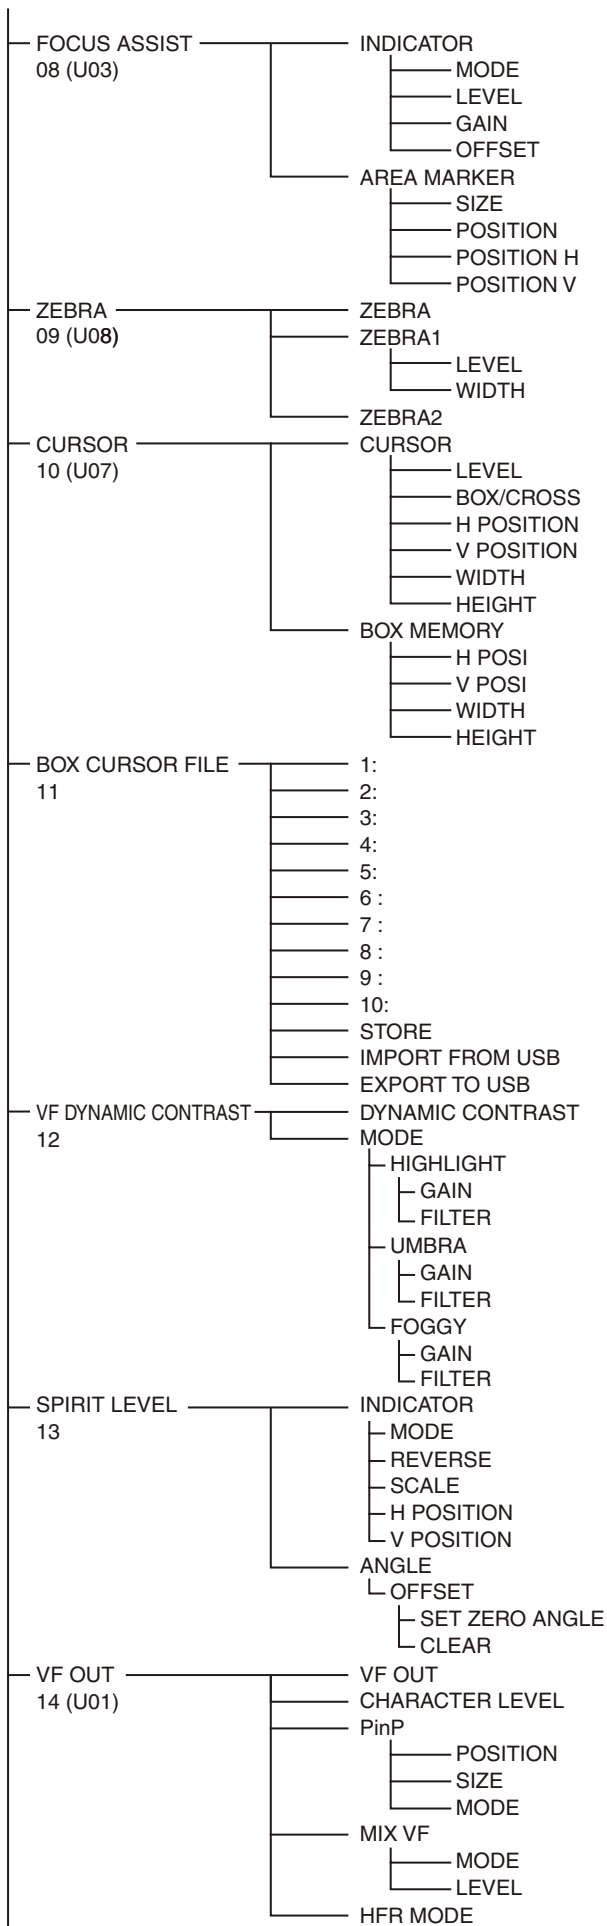 FOCUS ASSIST
08 (U03)
INDICATOR
MODE
LEVEL
GAIN
OFFSET
AREA MARKER
SIZE
POSITION
POSITION H
POSITION V
ZEBRA
09 (U08)
ZEBRA
ZEBRA1
LEVEL
WIDTH
ZEBRA2
CURSOR
10 (U07)
CURSOR
LEVEL
BOX/CROSS
H POSITION
V POSITION
WIDTH
HEIGHT
BOX MEMORY
H POSI
V POSI
WIDTH
HEIGHT
BOX CURSOR FILE
11
1:
2:
3:
4:
5:
6 :
7 :
8 :
9 :
10:
STORE
IMPORT FROM USB
EXPORT TO USB
VF DYNAMIC CONTRAST
12
DYNAMIC CONTRAST
MODE
HIGHLIGHT
GAIN
FILTER
UMBRA
GAIN
FILTER
FOGGY
GAIN
FILTER
SPIRIT LEVEL
13
INDICATOR
MODE
REVERSE
SCALE
H POSITION
V POSITION
ANGLE
OFFSET
SET ZERO ANGLE
CLEAR
VF OUT
14 (U01)
VF OUT
CHARACTER LEVEL
PinP
POSITION
SIZE
MODE
MIX VF
MODE
LEVEL
HFR MODE